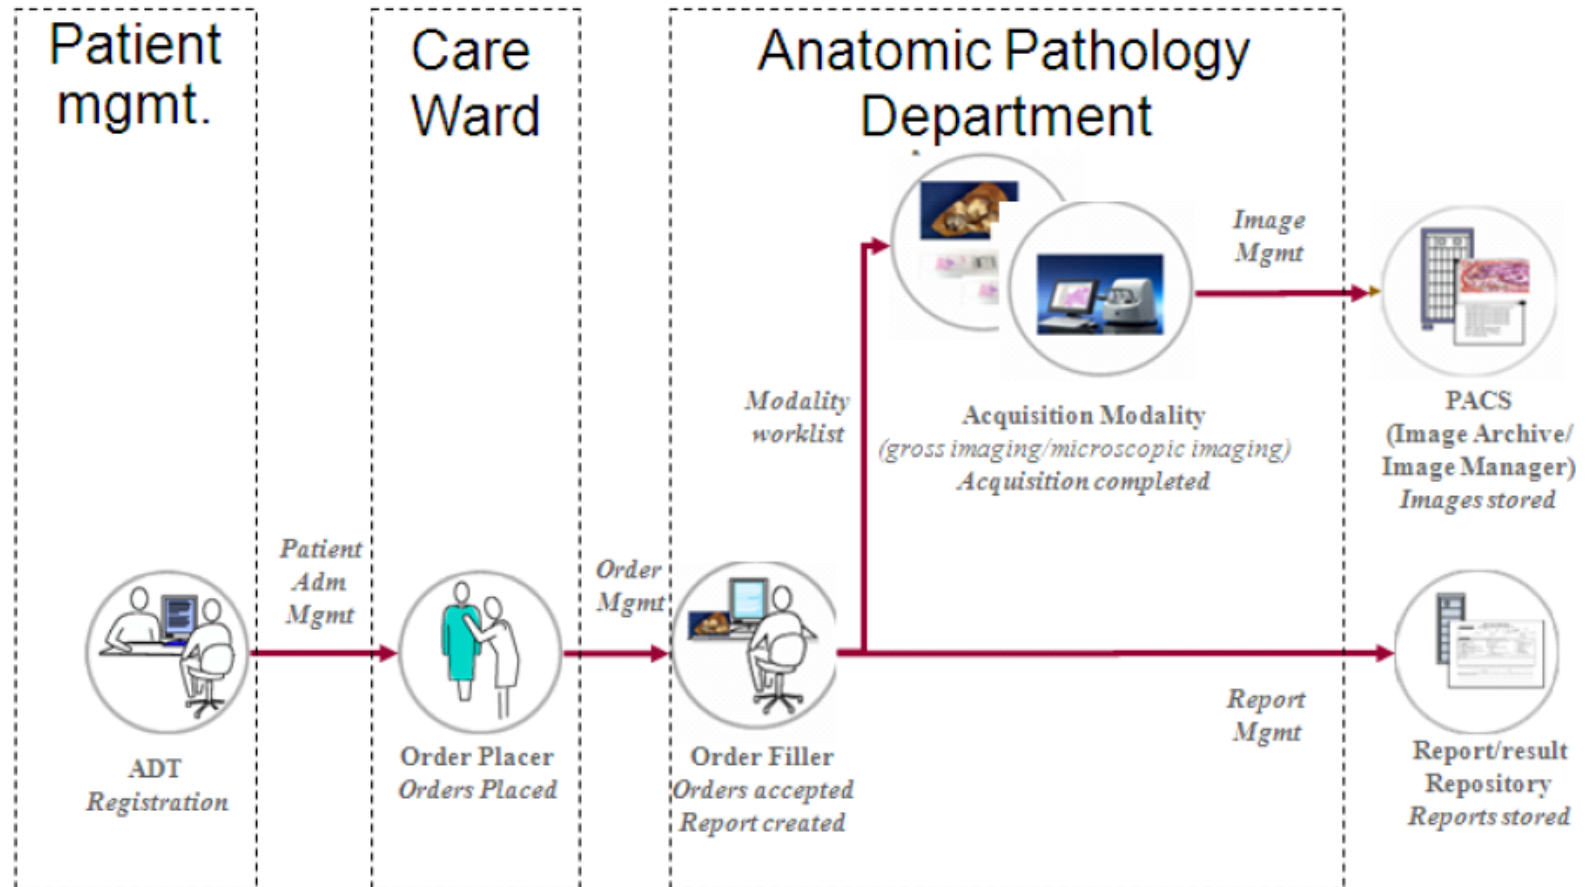 Patient
mgmt.
Care
Ward
Anatomic Pathology
Department
Image
Mgmt
Modality
worklist
Acquisition Modality
(gross imaging/microscopic imaging)
Acquisition completed
PACS
(Image Archive/
Image Manager)
Images stored
Patient
Adm
Mgmt
Order
Mgmt
ADT
Registration
Order Placer
Orders Placed
Order Filler
Orders accepted
Report created
Report
Mgmt
Report/result
Repository
Reports stored